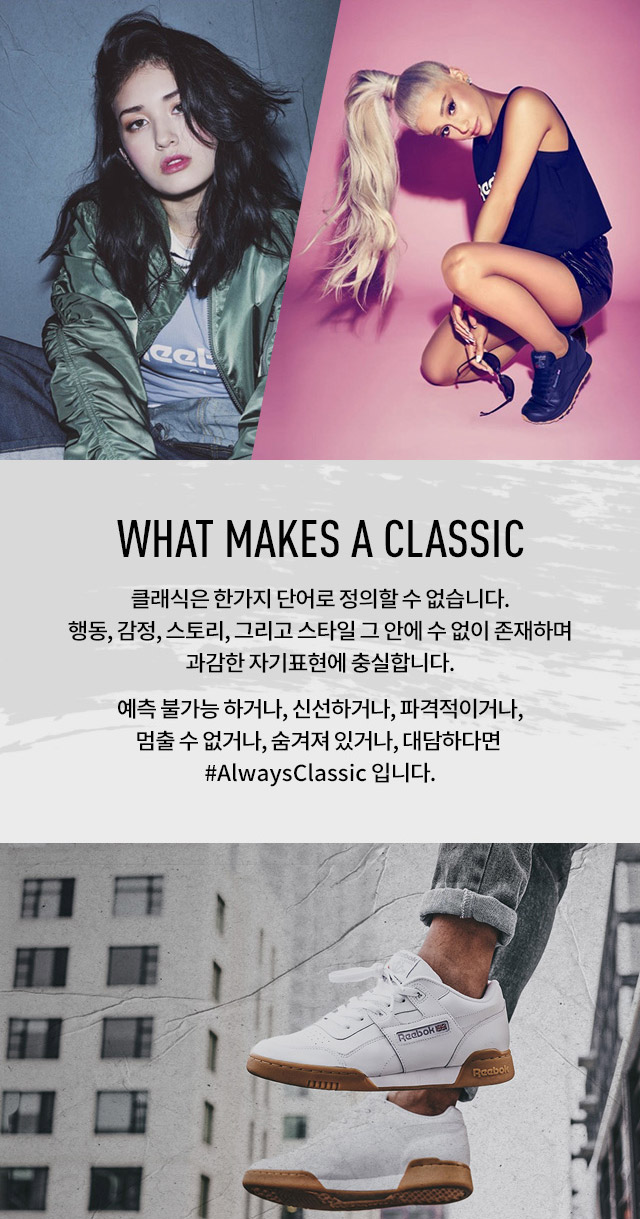 WHAT MAKES A CLASSIC
클래식은 한가지 단어로 정의할 수 없습니다.
행동, 감정, 스토리, 그리고 스타일 그 안에 수 없이 존재하며
과감한 자기표현에 충실합니다.
예측 불가능 하거나, 신선하거나, 파격적이거나,
멈출 수 없거나, 숨겨져 있거나, 대담하다면
#AlwaysClassic 입니다.
Reebok
Reebok